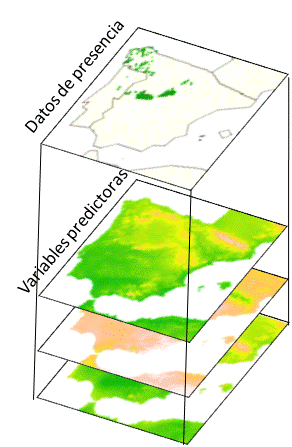 Datos de presencia
Variables predictoras